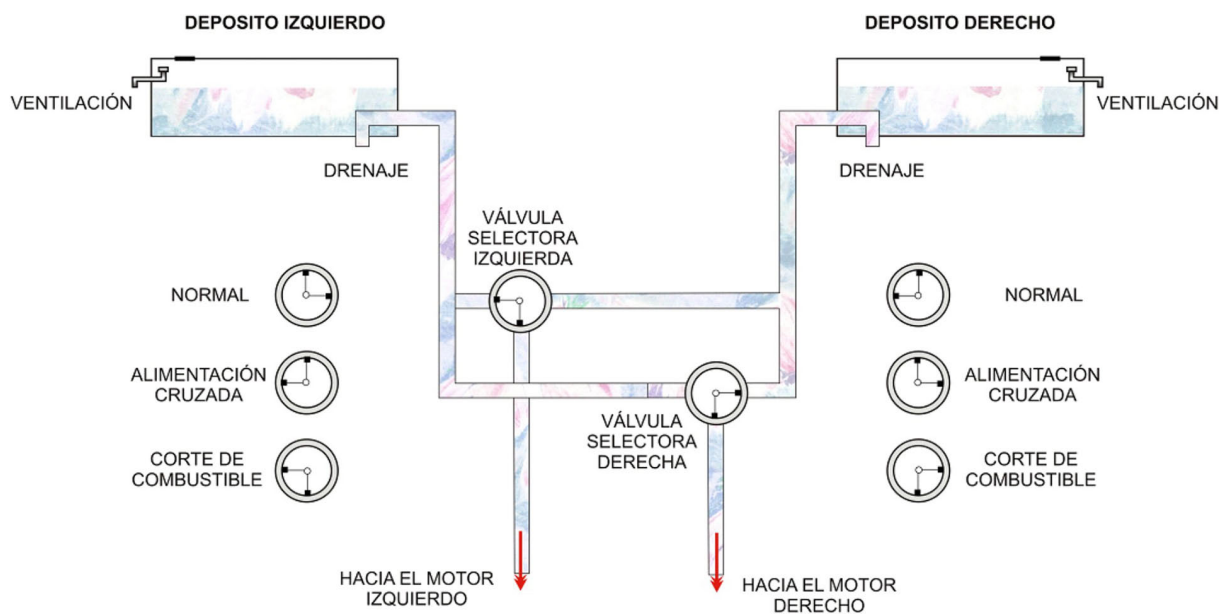 DEPOSITO IZQUIERDO
DEPOSITO DERECHO
VENTILACIÓN
VENTILACIÓN
DRENAJE
DRENAJE
VÁLVULA
SELECTORA
IZQUIERDA
NORMAL
NORMAL
ALIMENTACIÓN
CRUZADA
ALIMENTACIÓN
CRUZADA
VÁLVULA
SELECTORA
DERECHA
CORTE DE
COMBUSTIBLE
CORTE DE
COMBUSTIBLE
HACIA EL MOTOR
IZQUIERDO
HACIA EL MOTOR
DERECHO